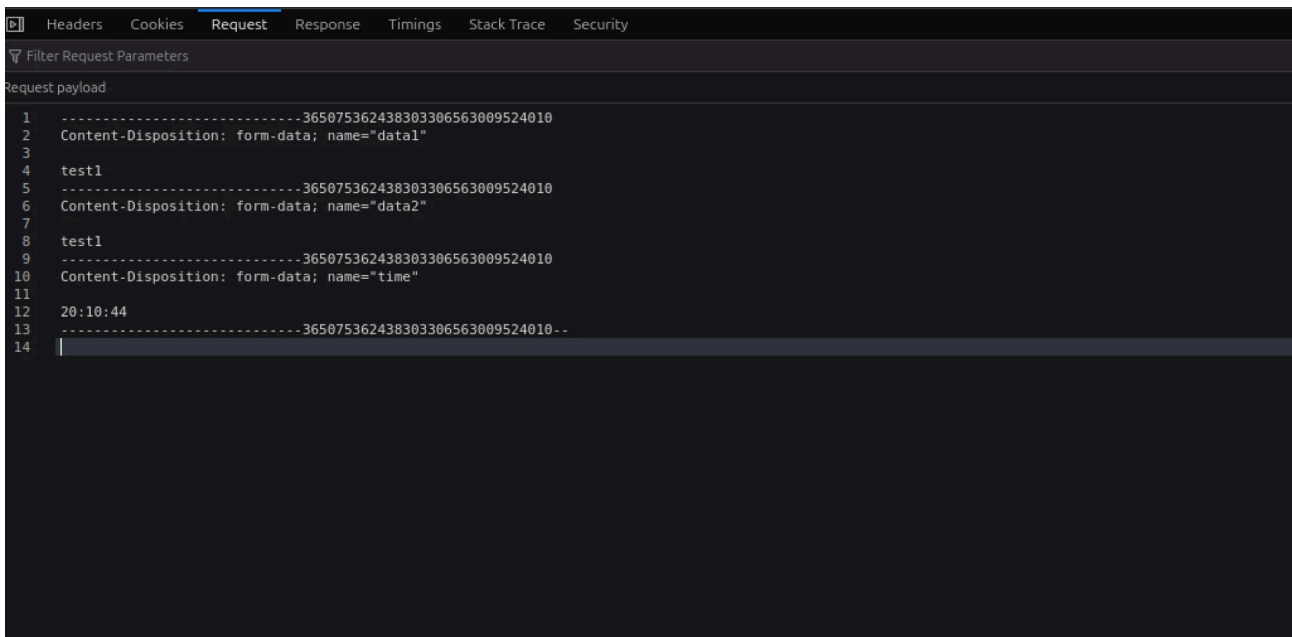 Headers Cookies Request Response Timings Stack Trace Security
Filter Request Parameters
Request payload
1 -----------------------------365075362438303306563009524010
2 Content-Disposition: form-data; name="data1"
3
4 test1
5 -----------------------------365075362438303306563009524010
6 Content-Disposition: form-data; name="data2"
7
8 test1
9 -----------------------------365075362438303306563009524010
10 Content-Disposition: form-data; name="time"
11
12 20:10:44
13 -----------------------------365075362438303306563009524010--
14